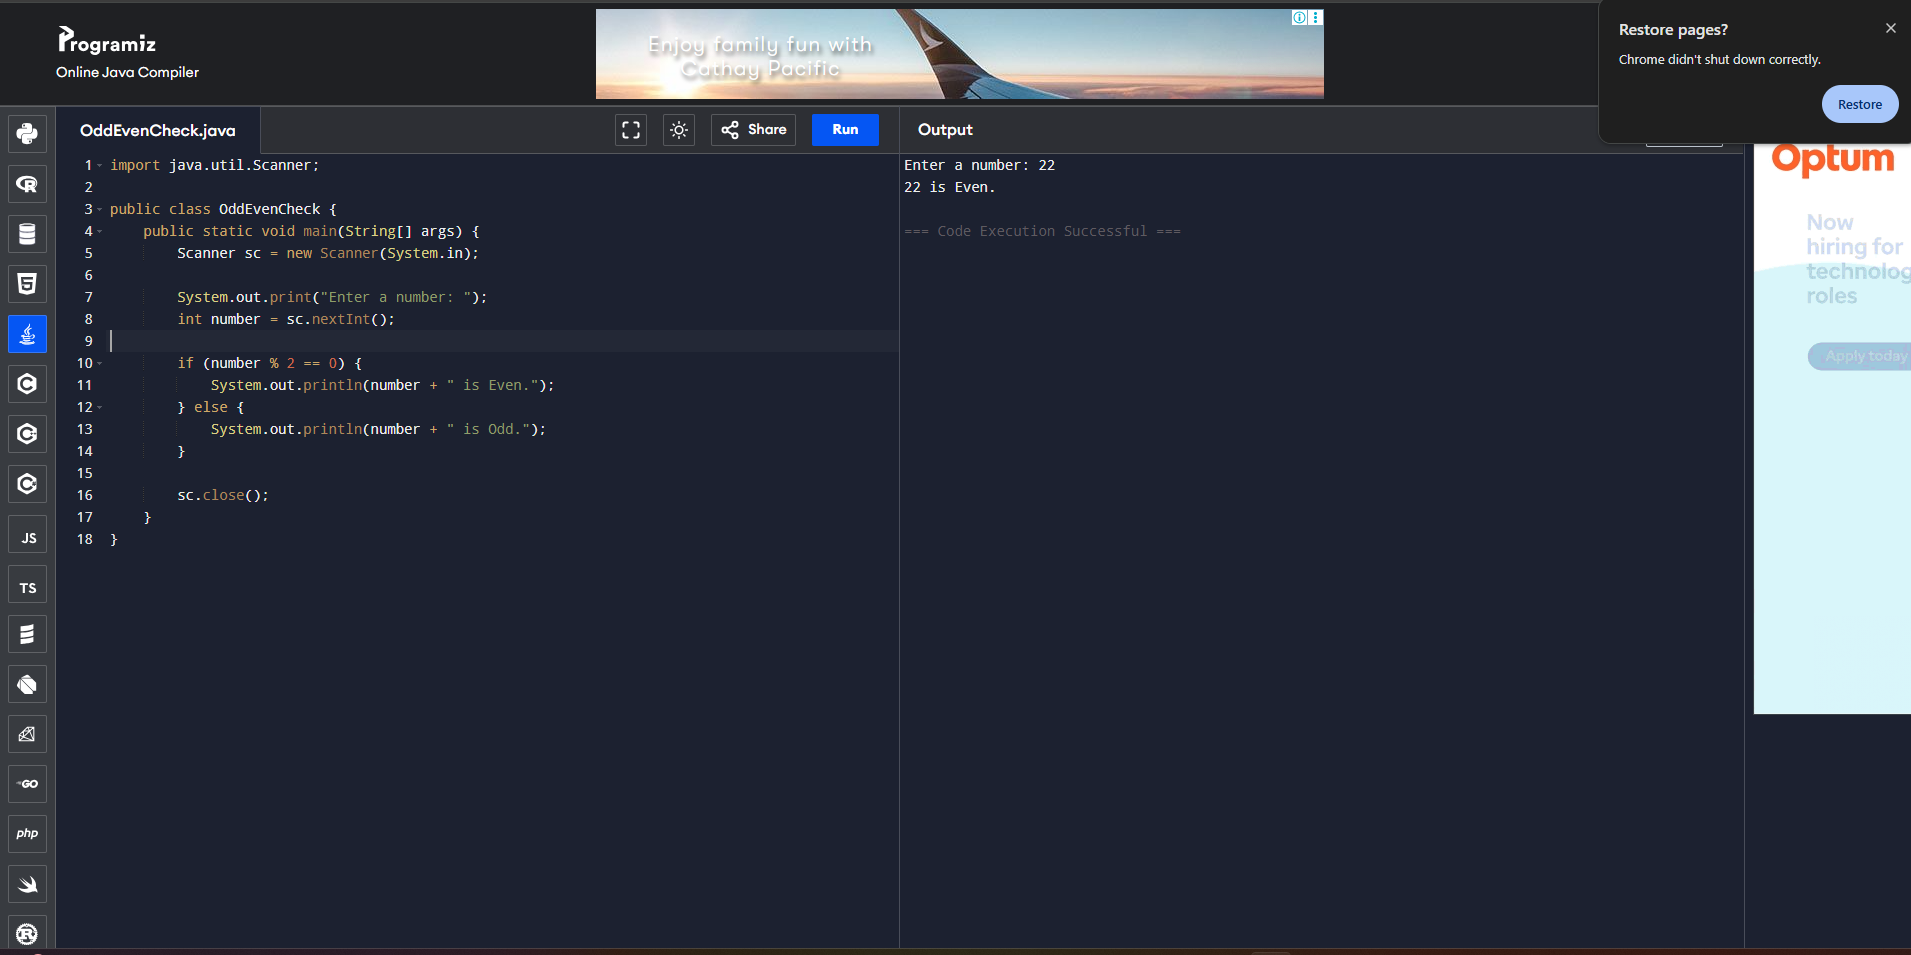 Programiz
Online Java Compiler
Enjoy family fun with
Cathay Pacific
Restore pages?
Chrome didn't shut down correctly.
Restore
OddEvenCheck.java
Share
Run
Output
1 import java.util.Scanner;
2
3 public class OddEvenCheck {
4 public static void main(String[] args) {
5 Scanner sc = new Scanner(System.in);
6
7 System.out.print("Enter a number: ");
8 int number = sc.nextInt();
9
10 if (number % 2 == 0) {
11 System.out.println(number + " is Even.");
12 } else {
13 System.out.println(number + " is Odd.");
14 }
15
16 sc.close();
17 }
18 }
Enter a number: 22
22 is Even.
=== Code Execution Successful ===
Optum
Now
hiring for
technolog
roles
Apply today
JS
TS
GO
php